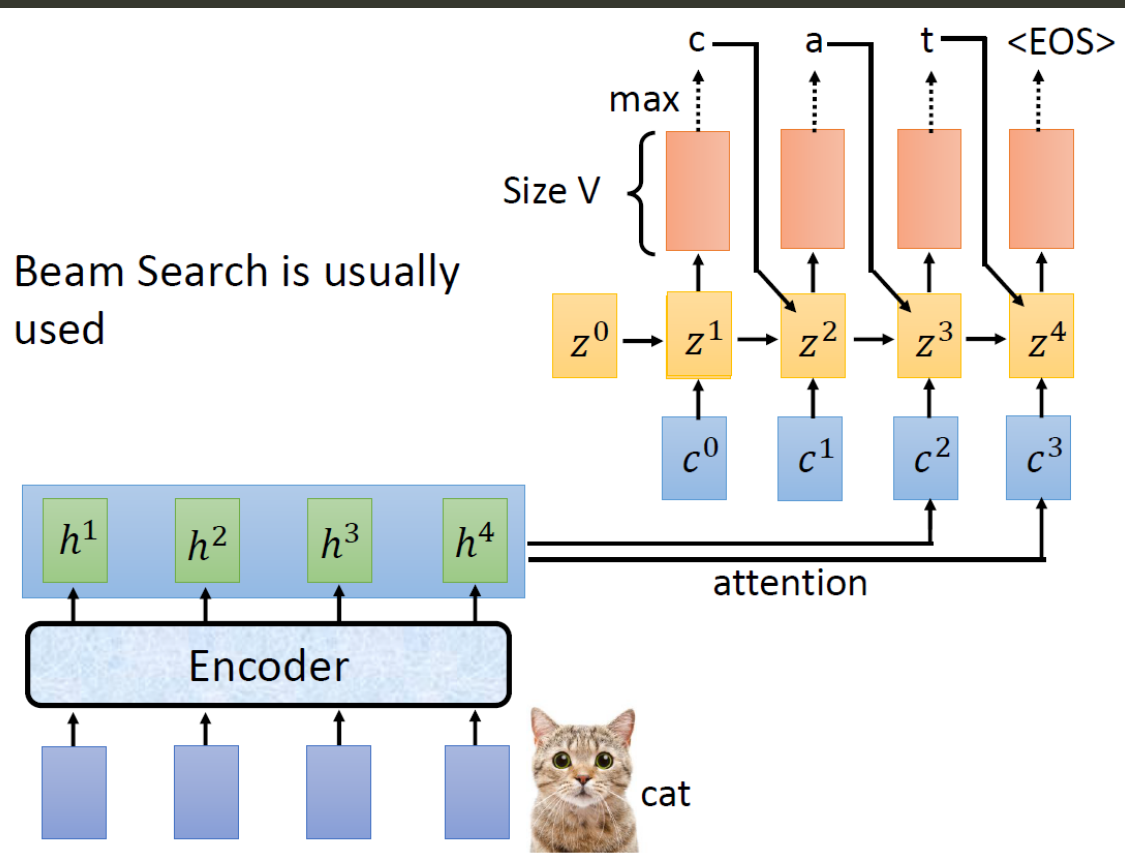 c a t <EOS>
max
Size V
Beam Search is usually
used
z⁰ z¹ z² z³ z⁴
c⁰ c¹ c² c³
h¹ h² h³ h⁴
attention
Encoder
cat